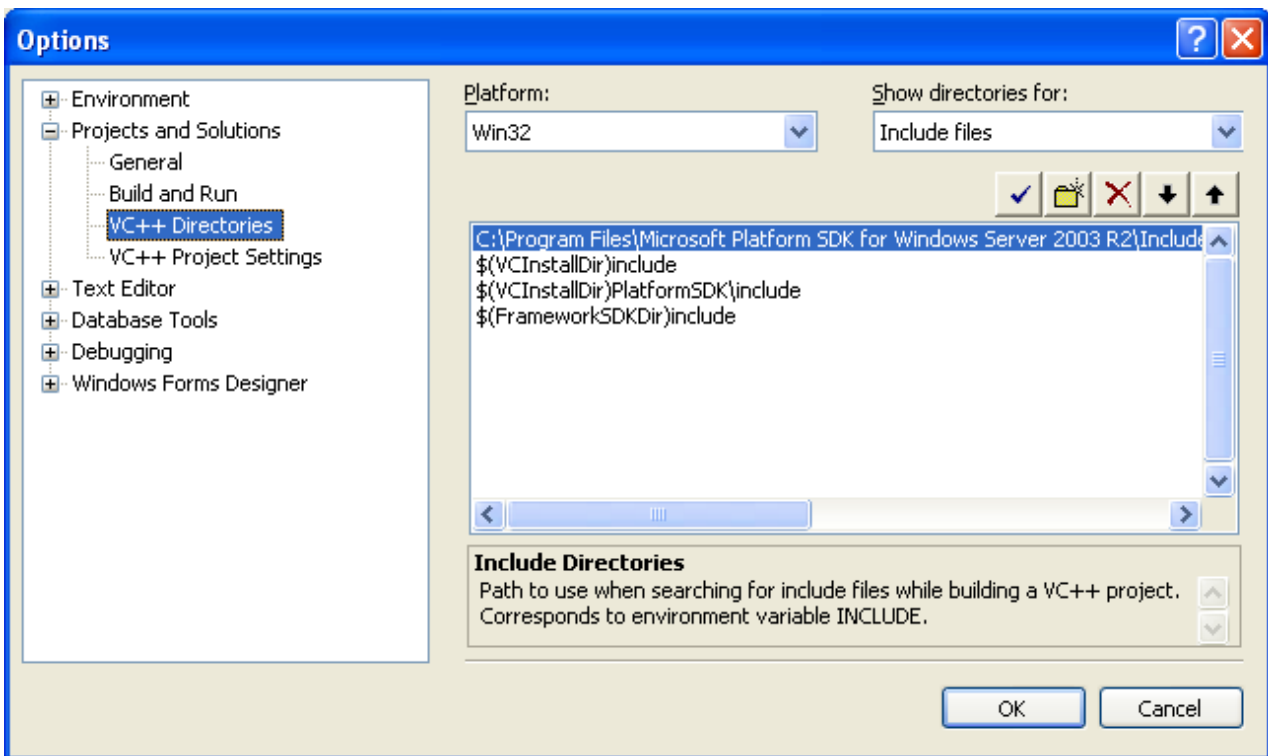 Options
Environment
Projects and Solutions
General
Build and Run
VC++ Directories
VC++ Project Settings
Text Editor
Database Tools
Debugging
Windows Forms Designer
Platform:
Win32
Show directories for:
Include files
C:\Program Files\Microsoft Platform SDK for Windows Server 2003 R2\Include
$(VCInstallDir)include
$(VCInstallDir)PlatformSDK\include
$(FrameworkSDKDir)include
Include Directories
Path to use when searching for include files while building a VC++ project.
Corresponds to environment variable INCLUDE.
OK
Cancel